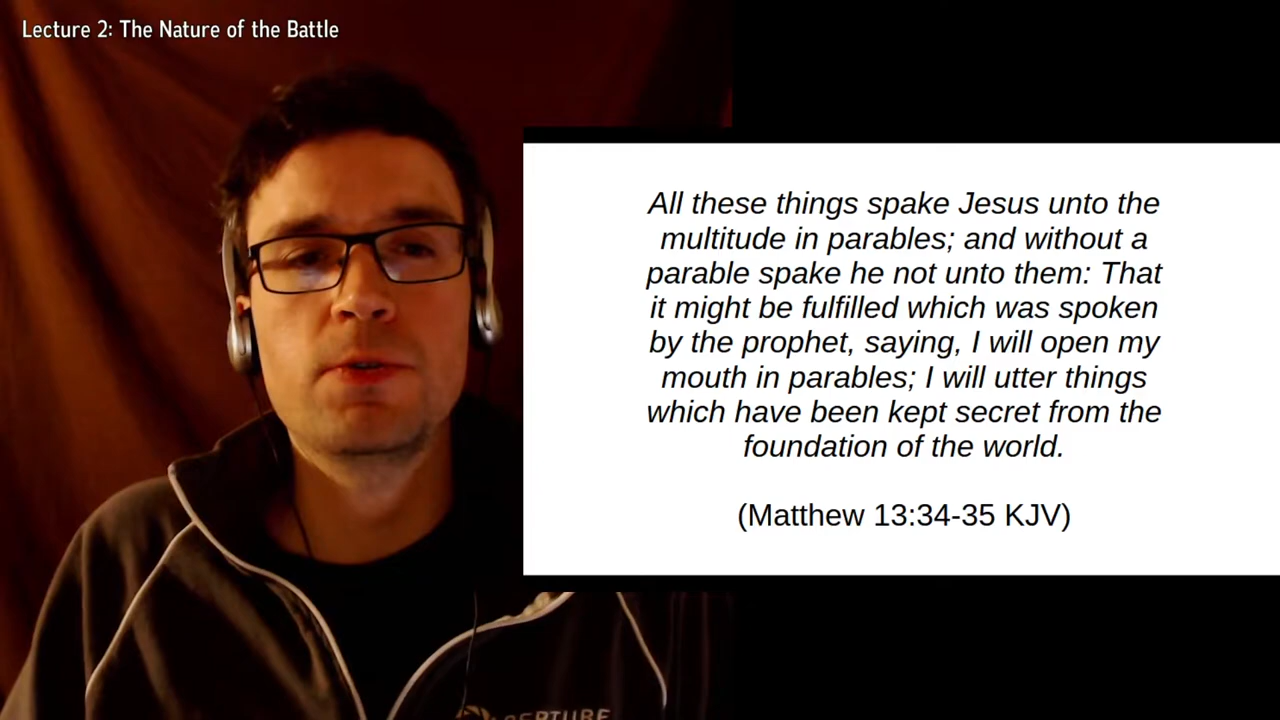 Lecture 2: The Nature of the Battle
All these things spake Jesus unto the
multitude in parables; and without a
parable spake he not unto them: That
it might be fulfilled which was spoken
by the prophet, saying, I will open my
mouth in parables; I will utter things
which have been kept secret from the
foundation of the world.
(Matthew 13:34-35 KJV)